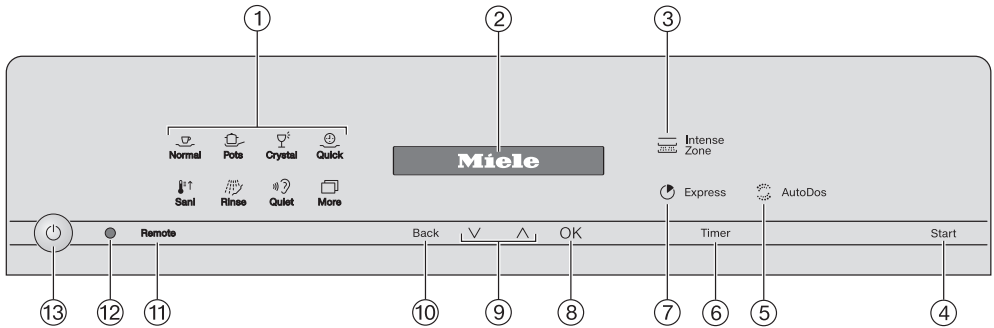 ① ② ③
Normal Pots Crystal Quick
Miele
Intense
Zone
Sani Rinse Quiet More
Express AutoDos
Remote Back OK Timer Start
⑬ ⑫ ⑪ ⑩ ⑨ ⑧ ⑦ ⑥ ⑤ ④